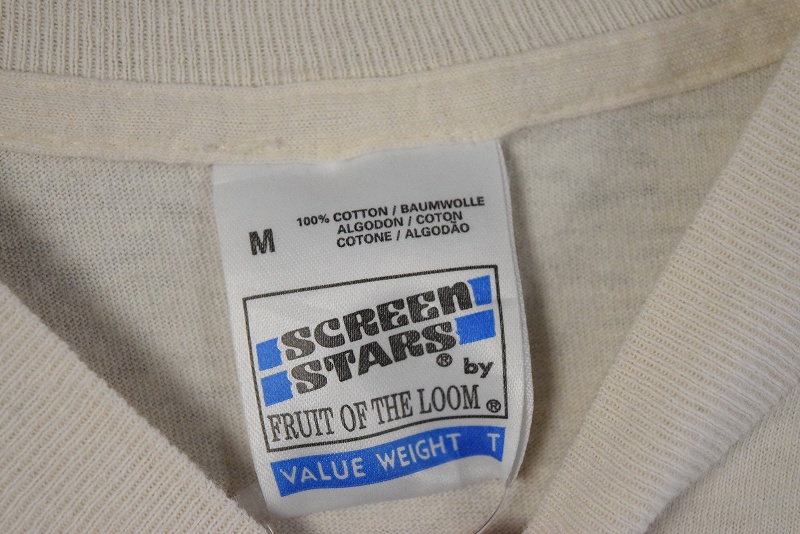 M
100% COTTON / BAUMWOLLE
ALGODON / COTON
COTONE / ALGODÃO
SCREEN
STARS®
by
FRUIT OF THE LOOM®
VALUE WEIGHT T